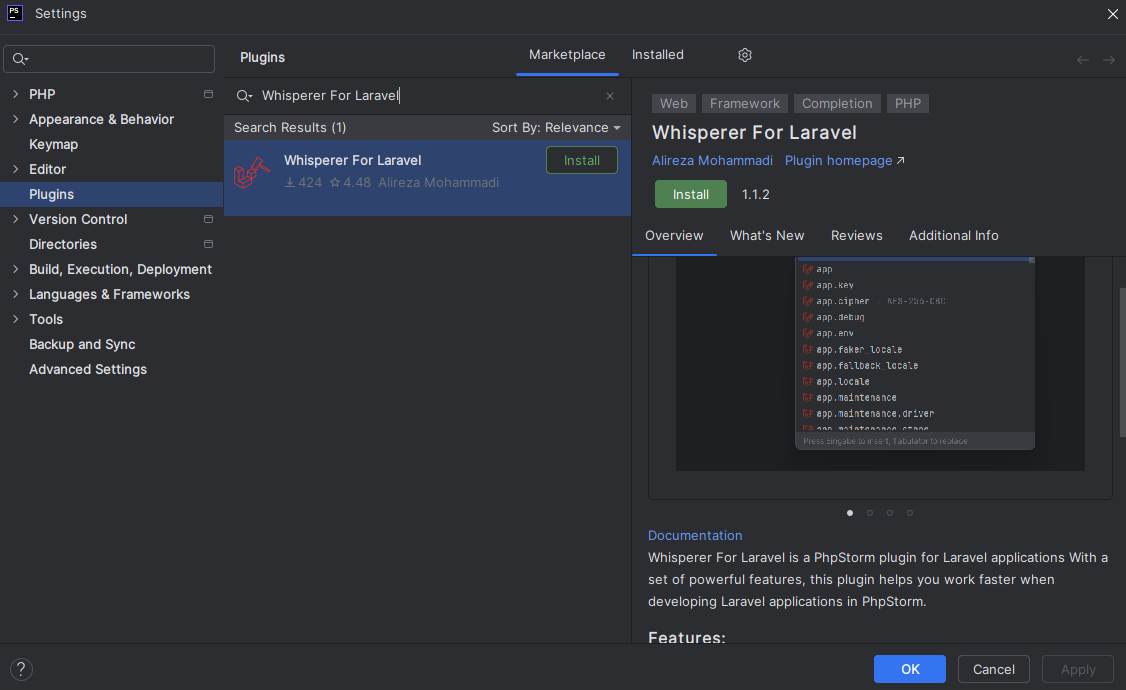 PS
Settings
Plugins
Marketplace
Installed
PHP
Appearance & Behavior
Keymap
Editor
Plugins
Version Control
Directories
Build, Execution, Deployment
Languages & Frameworks
Tools
Backup and Sync
Advanced Settings
Whisperer For Laravel
Search Results (1)
Sort By: Relevance
Whisperer For Laravel
Install
424 4.48 Alireza Mohammadi
Web Framework Completion PHP
Whisperer For Laravel
Alireza Mohammadi Plugin homepage
Install 1.1.2
Overview What's New Reviews Additional Info
app
app.key
app.cipher AES-256-CBC
app.debug
app.env
app.faker_locale
app.fallback_locale
app.locale
app.maintenance
app.maintenance.driver
Press Eingabe to insert, Tabulator to replace
Documentation
Whisperer For Laravel is a PhpStorm plugin for Laravel applications With a
set of powerful features, this plugin helps you work faster when
developing Laravel applications in PhpStorm.
Features:
?
OK Cancel Apply